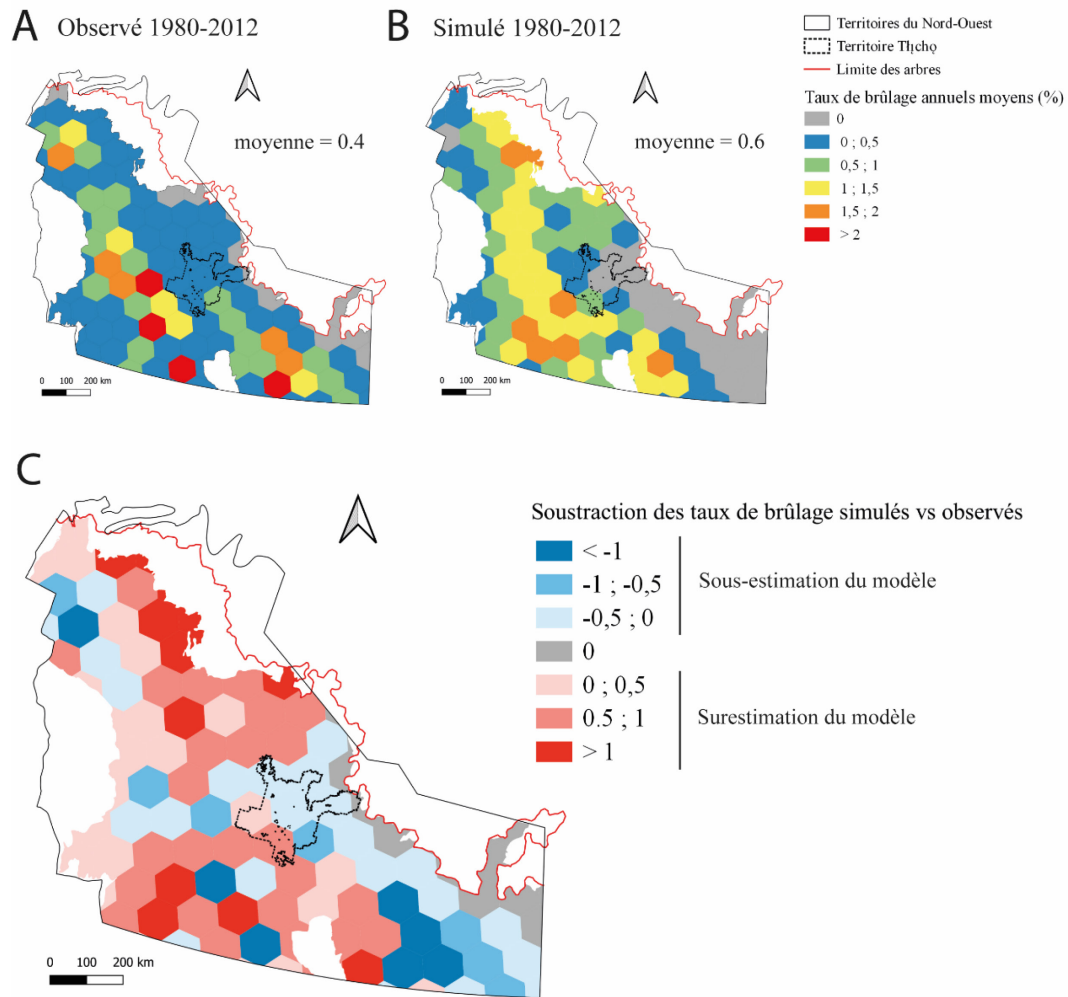 A Observé 1980-2012
moyenne = 0.4
0 100 200 km
B Simulé 1980-2012
moyenne = 0.6
0 100 200 km
Territoires du Nord-Ouest
Territoire Tłı̨chǫ
Limite des arbres
Taux de brûlage annuels moyens (%)
0
0 ; 0,5
0,5 ; 1
1 ; 1,5
1,5 ; 2
> 2
C
Soustraction des taux de brûlage simulés vs observés
< -1
-1 ; -0,5
-0,5 ; 0
Sous-estimation du modèle
0
0 ; 0,5
0.5 ; 1
> 1
Surestimation du modèle
0 100 200 km